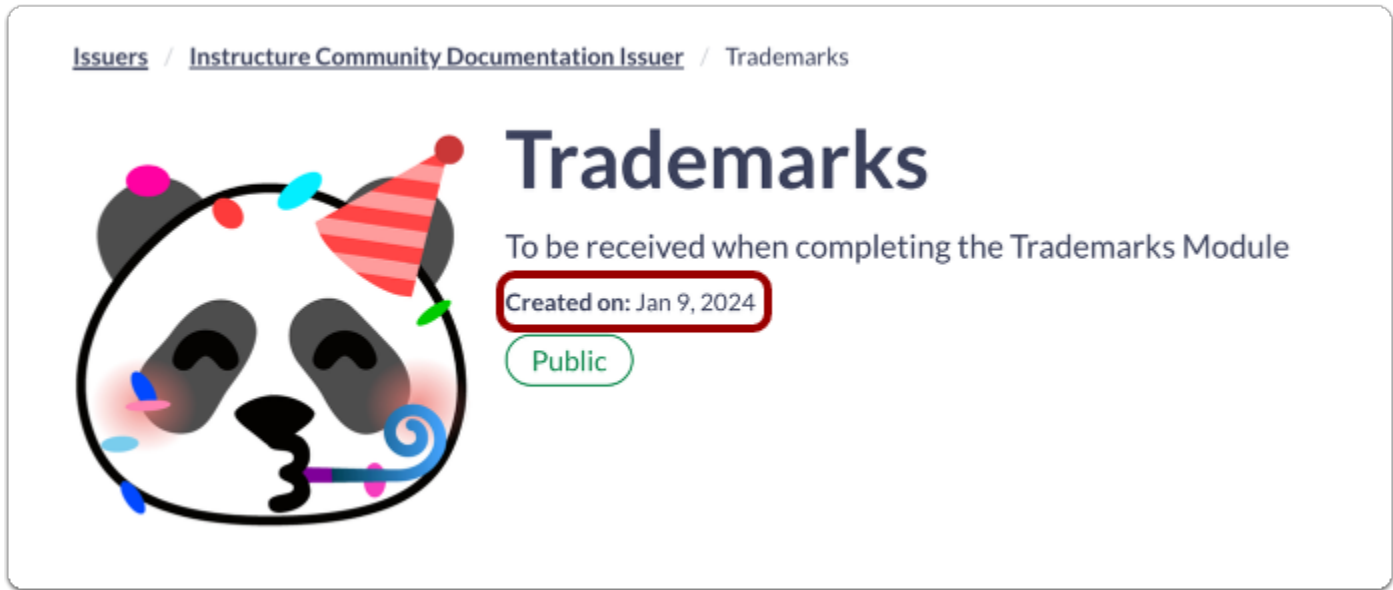 Issuers / Instructure Community Documentation Issuer / Trademarks
Trademarks
To be received when completing the Trademarks Module
Created on: Jan 9, 2024
Public